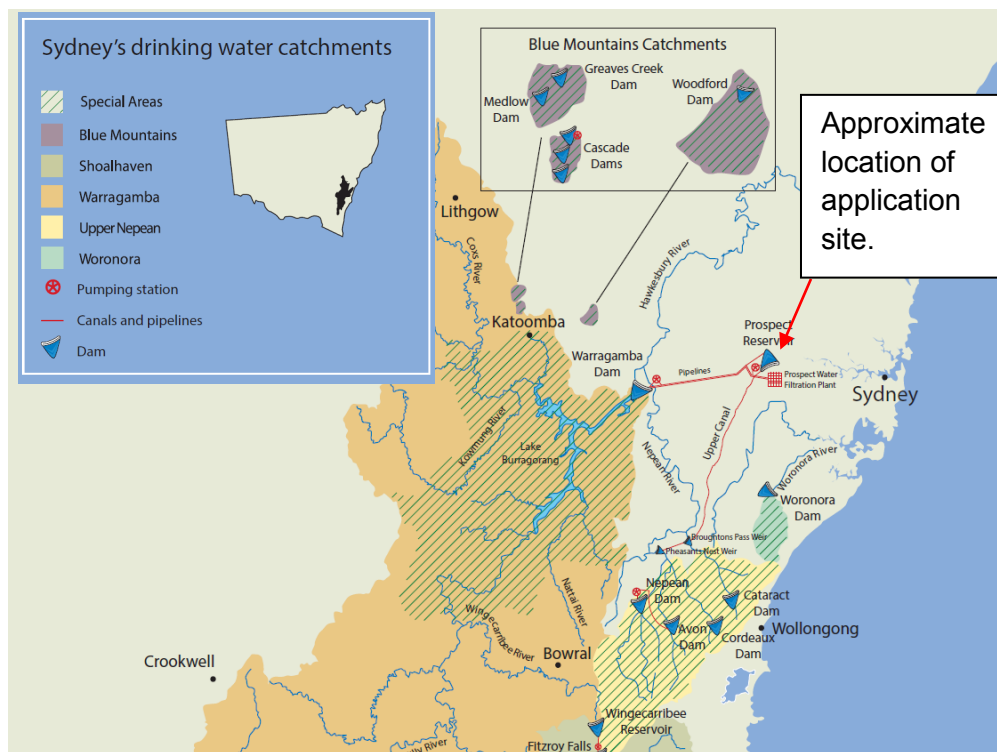 Sydney's drinking water catchments
Special Areas
Blue Mountains
Shoalhaven
Warragamba
Upper Nepean
Woronora
Pumping station
Canals and pipelines
Dam
Blue Mountains Catchments
Greaves Creek
Dam
Medlow
Dam
Woodford
Dam
Cascade
Dams
Approximate
location of
application
site.
Lithgow
Coxs River
Hawkesbury River
Katoomba
Prospect
Reservoir
Warragamba
Dam
Pipelines
Prospect Water
Filtration Plant
Sydney
Upper Canal
Kowmung River
Lake
Burragorang
Nepean River
Woronora River
Woronora
Dam
Broughtons Pass Weir
Pheasants Nest Weir
Nattai River
Nepean
Dam
Cataract
Dam
Wingecarribee River
Avon
Dam
Cordeaux
Dam
Wollongong
Bowral
Crookwell
Wingecarribee
Reservoir
River
Fitzroy Falls